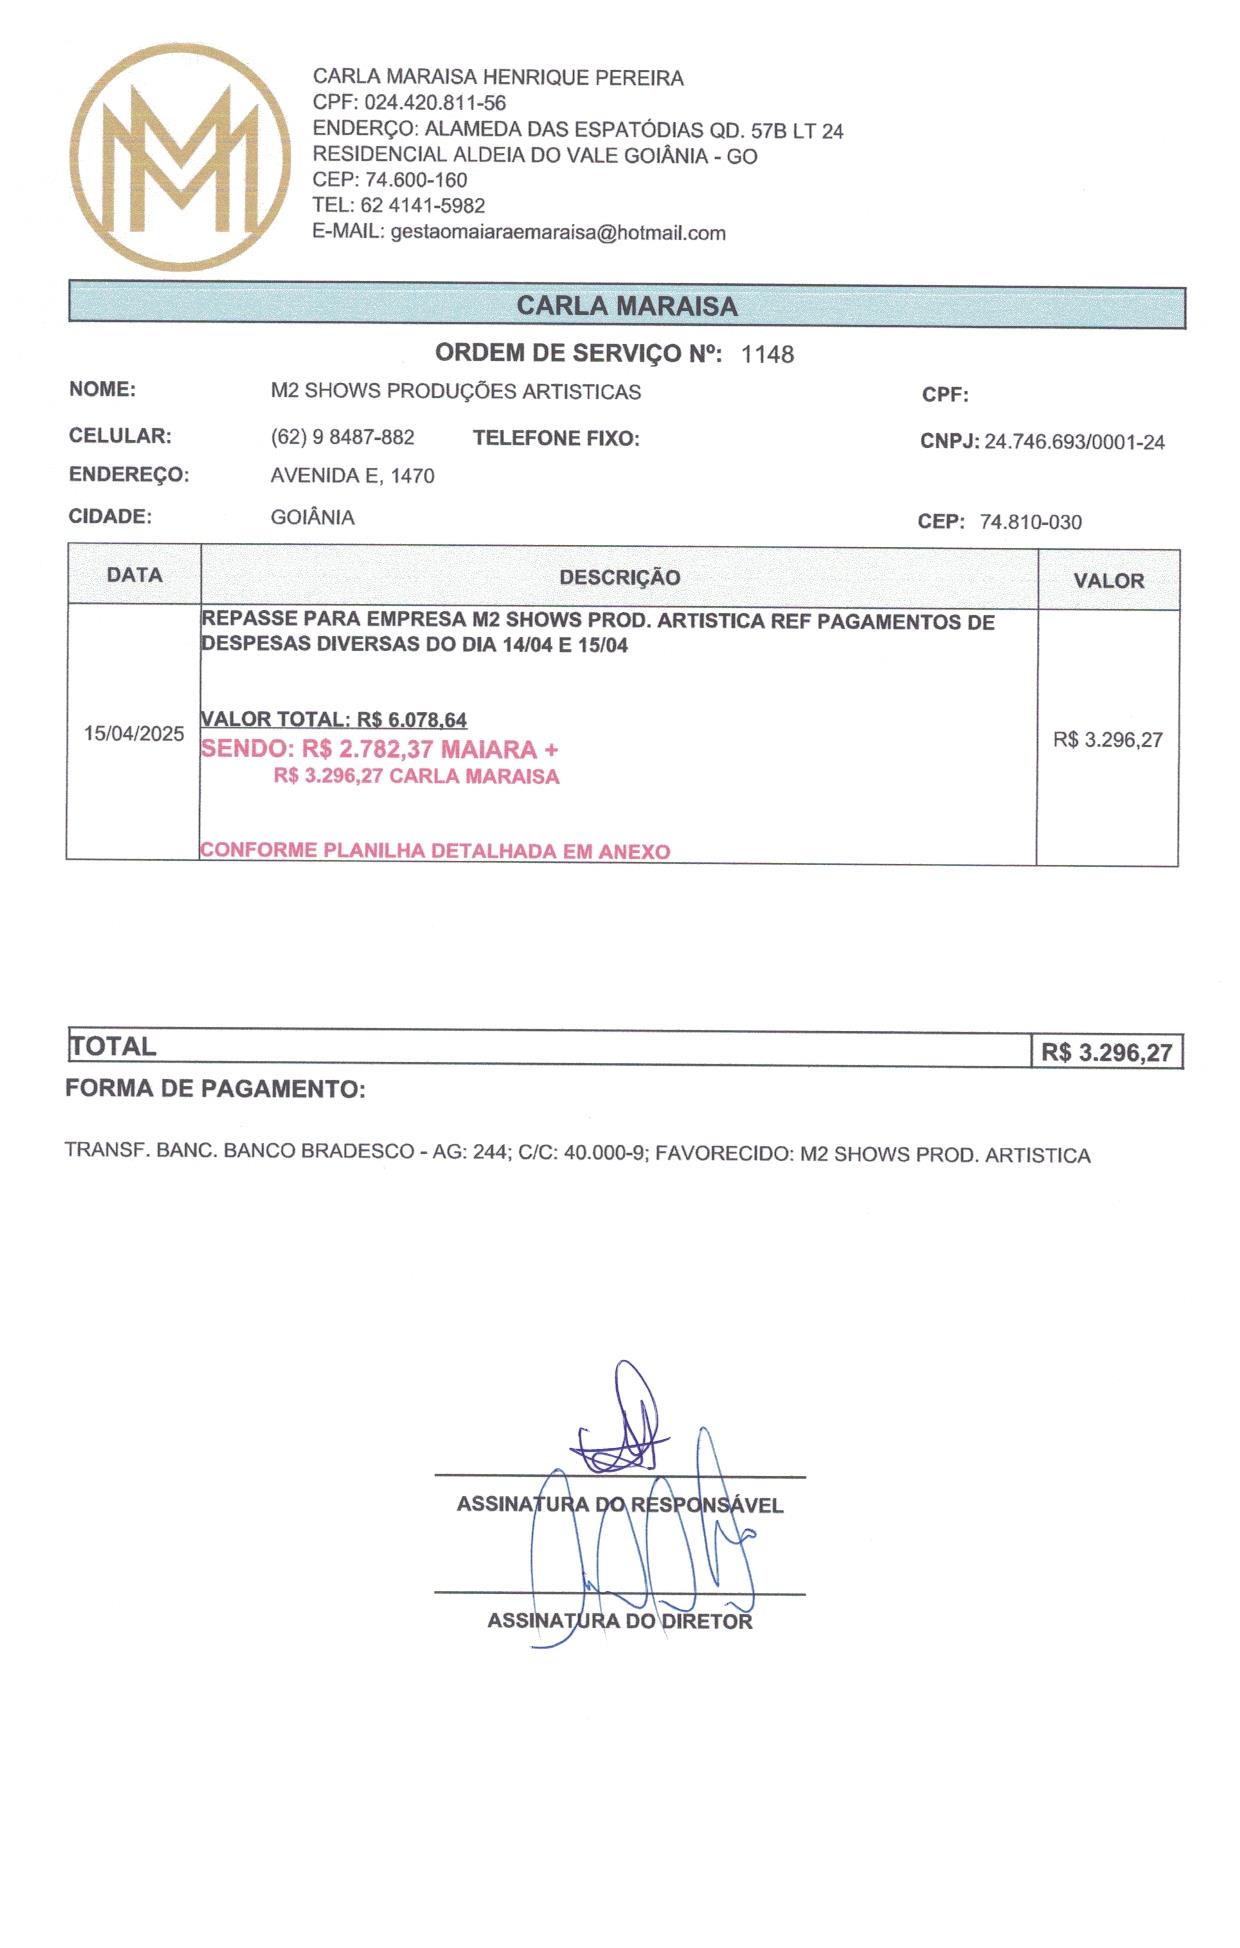 CARLA MARAISA HENRIQUE PEREIRA
CPF: 024.420.811-56
ENDERÇO: ALAMEDA DAS ESPATÓDIAS QD. 57B LT 24
RESIDENCIAL ALDEIA DO VALE GOIÂNIA - GO
CEP: 74.600-160
TEL: 62 4141-5982
E-MAIL: gestaomaiaraemaraisa@hotmail.com
CARLA MARAISA
ORDEM DE SERVIÇO Nº: 1148
NOME: M2 SHOWS PRODUÇÕES ARTISTICAS CPF:
CELULAR: (62) 9 8487-882 TELEFONE FIXO: CNPJ: 24.746.693/0001-24
ENDEREÇO: AVENIDA E, 1470
CIDADE: GOIÂNIA CEP: 74.810-030
DATA DESCRIÇÃO VALOR
REPASSE PARA EMPRESA M2 SHOWS PROD. ARTISTICA REF PAGAMENTOS DE
DESPESAS DIVERSAS DO DIA 14/04 E 15/04
VALOR TOTAL: R$ 6.078,64
15/04/2025 SENDO: R$ 2.782,37 MAIARA + R$ 3.296,27
R$ 3.296,27 CARLA MARAISA
CONFORME PLANILHA DETALHADA EM ANEXO
TOTAL R$ 3.296,27
FORMA DE PAGAMENTO:
TRANSF. BANC. BANCO BRADESCO - AG: 244; C/C: 40.000-9; FAVORECIDO: M2 SHOWS PROD. ARTISTICA
ASSINATURA DO RESPONSÁVEL
ASSINATURA DO DIRETOR